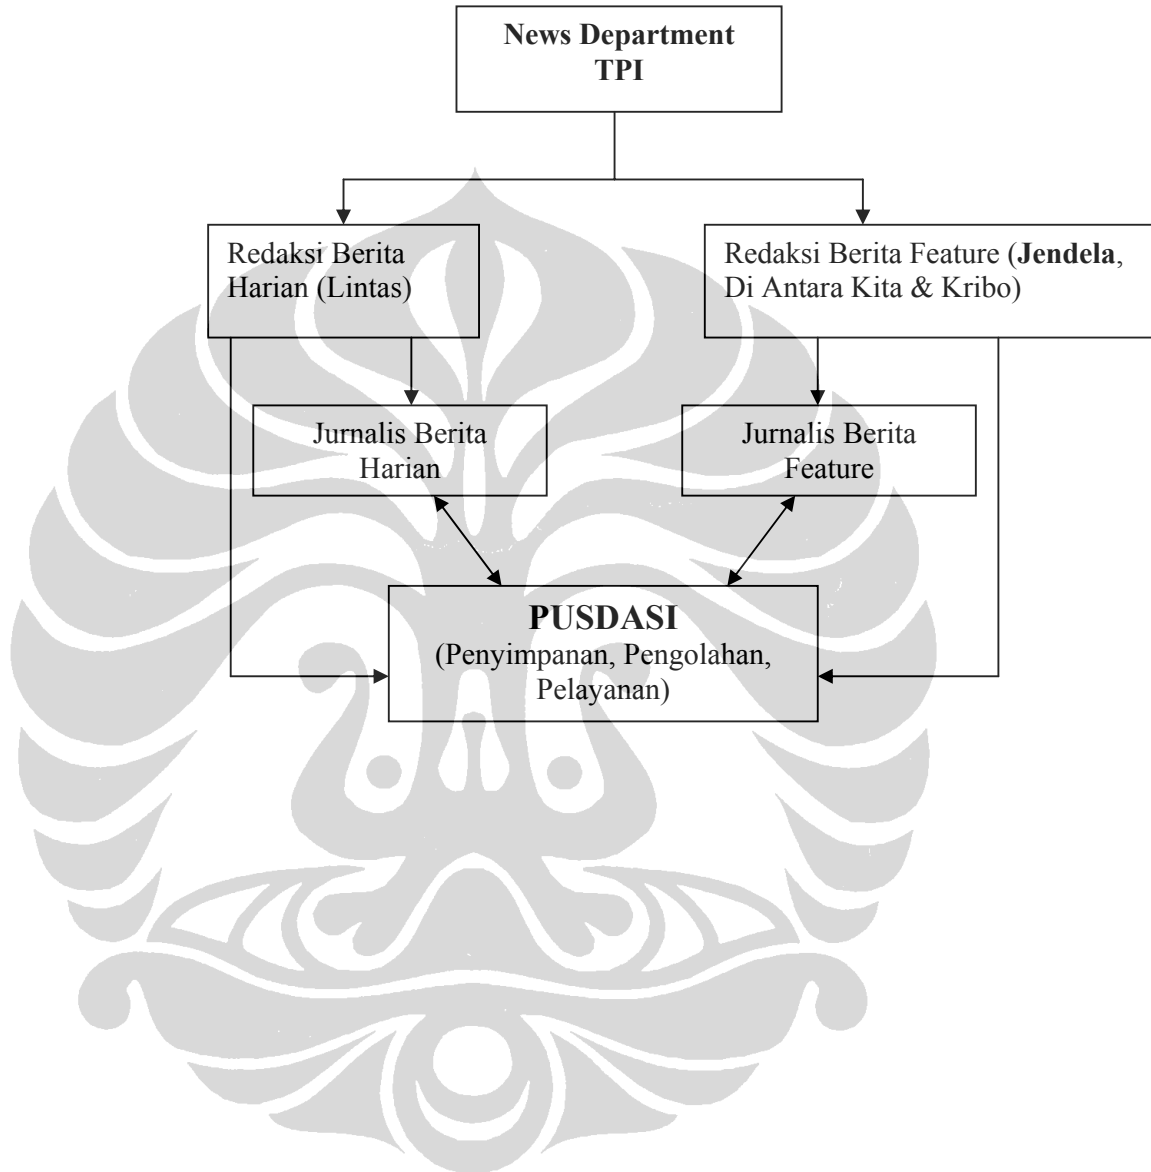 News Department
TPI
Redaksi Berita
Harian (Lintas)
Redaksi Berita Feature (Jendela,
Di Antara Kita & Kribo)
Jurnalis Berita
Harian
Jurnalis Berita
Feature
PUSDASI
(Penyimpanan, Pengolahan,
Pelayanan)